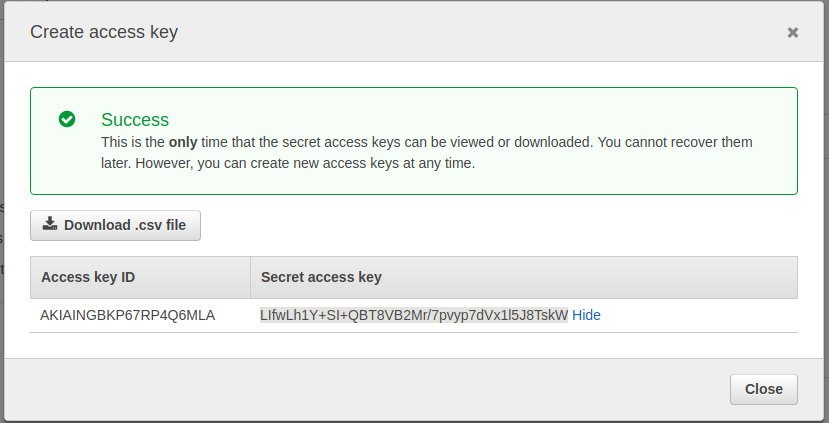 Create access key
Success
This is the only time that the secret access keys can be viewed or downloaded. You cannot recover them
later. However, you can create new access keys at any time.
Download .csv file
Access key ID Secret access key
AKIAINGBKP67RP4Q6MLA LIfwLh1Y+SI+QBT8VB2Mr/7pvyp7dVx1l5J8TskW Hide
Close